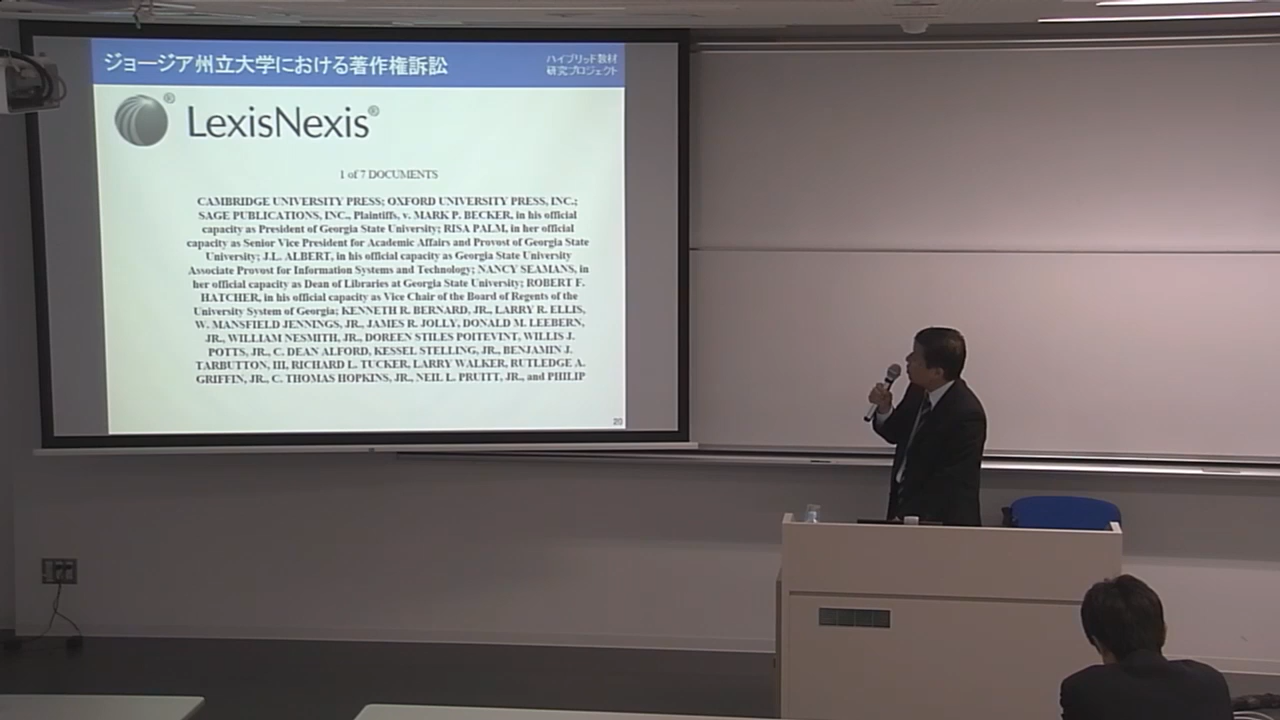 ジョージア州立大学における著作権訴訟
ハイブリッド教材
研究プロジェクト
LexisNexis®
1 of 7 DOCUMENTS
CAMBRIDGE UNIVERSITY PRESS; OXFORD UNIVERSITY PRESS, INC.;
SAGE PUBLICATIONS, INC., Plaintiffs, v. MARK P. BECKER, in his official
capacity as President of Georgia State University; RISA PALM, in her official
capacity as Senior Vice President for Academic Affairs and Provost of Georgia State
University; J.L. ALBERT, in his official capacity as Georgia State University
Associate Provost for Information Systems and Technology; NANCY SEAMANS, in
her official capacity as Dean of Libraries at Georgia State University; ROBERT F.
HATCHER, in his official capacity as Vice Chair of the Board of Regents of the
University System of Georgia; KENNETH R. BERNARD, JR., LARRY R. ELLIS,
W. MANSFIELD JENNINGS, JR., JAMES R. JOLLY, DONALD M. LEEBERN,
JR., WILLIAM NESMITH, JR., DOREEN STILES POITEVINT, WILLIS J.
POTTS, JR., C. DEAN ALFORD, KESSEL STELLING, JR., BENJAMIN J.
TARBUTTON, III, RICHARD L. TUCKER, LARRY WALKER, RUTLEDGE A.
GRIFFIN, JR., C. THOMAS HOPKINS, JR., NEIL L. PRUITT, JR., and PHILIP
20